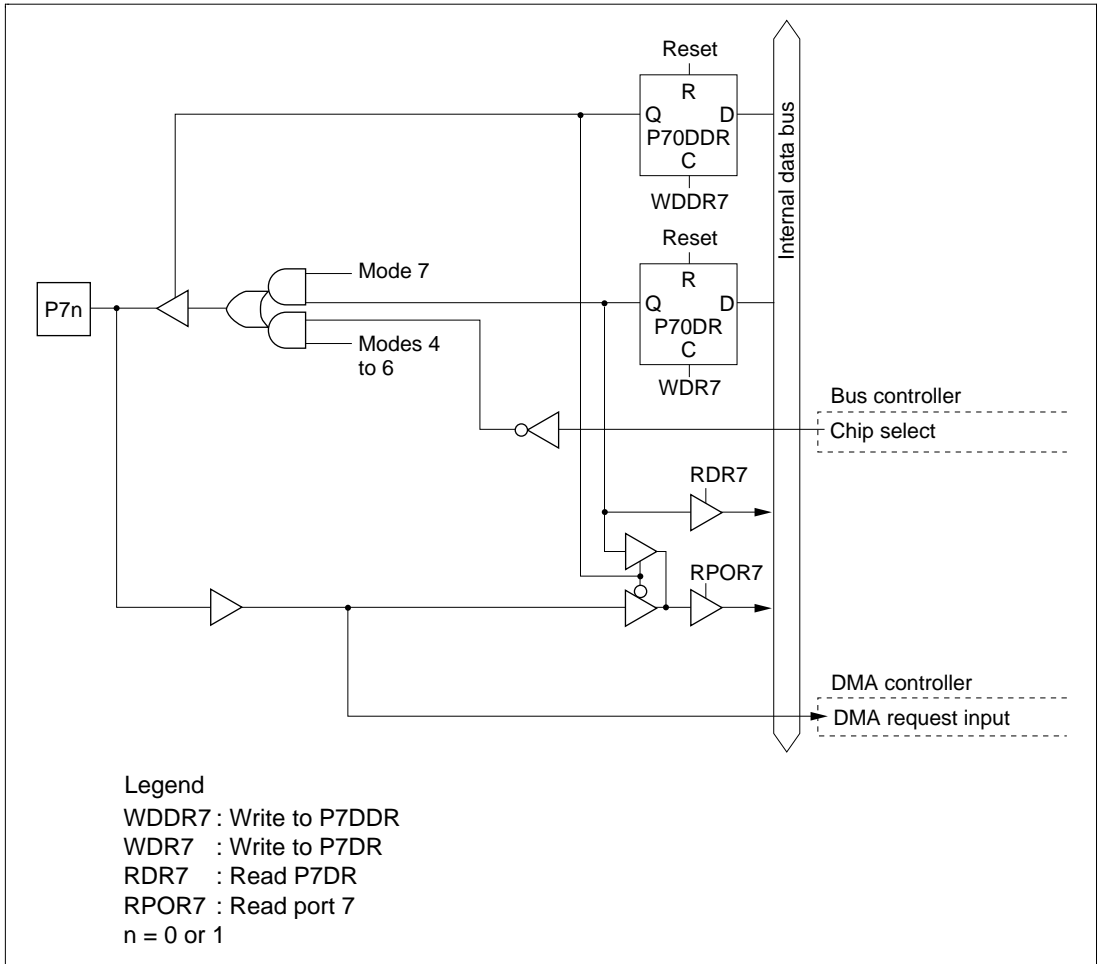 Reset
R
Q D
P70DDR
C
WDDR7
Internal data bus
Reset
R
Q D
P70DR
C
WDR7
Mode 7
P7n
Modes 4
to 6
Bus controller
Chip select
RDR7
RPOR7
DMA controller
DMA request input
Legend
WDDR7 : Write to P7DDR
WDR7 : Write to P7DR
RDR7 : Read P7DR
RPOR7 : Read port 7
n = 0 or 1